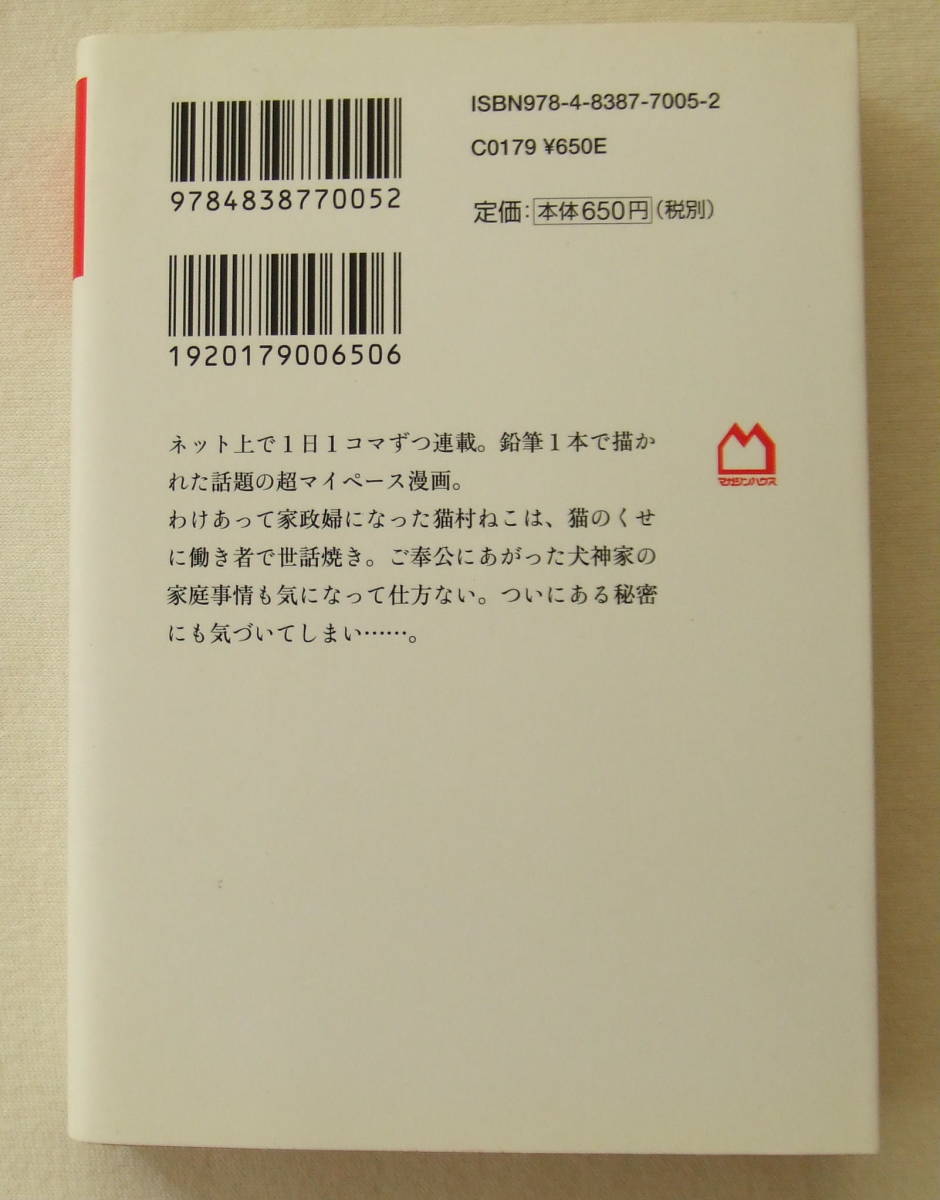 ISBN978-4-8387-7005-2
C0179 ¥650E
9784838770052
定価：本体650円（税別）
1920179006506
ネット上で１日１コマずつ連載。鉛筆１本で描か
れた話題の超マイペース漫画。
わけあって家政婦になった猫村ねこは、猫のくせ
に働き者で世話焼き。ご奉公にあがった犬神家の
家庭事情も気になって仕方ない。ついにある秘密
にも気づいてしまい……。
マガジンハウス